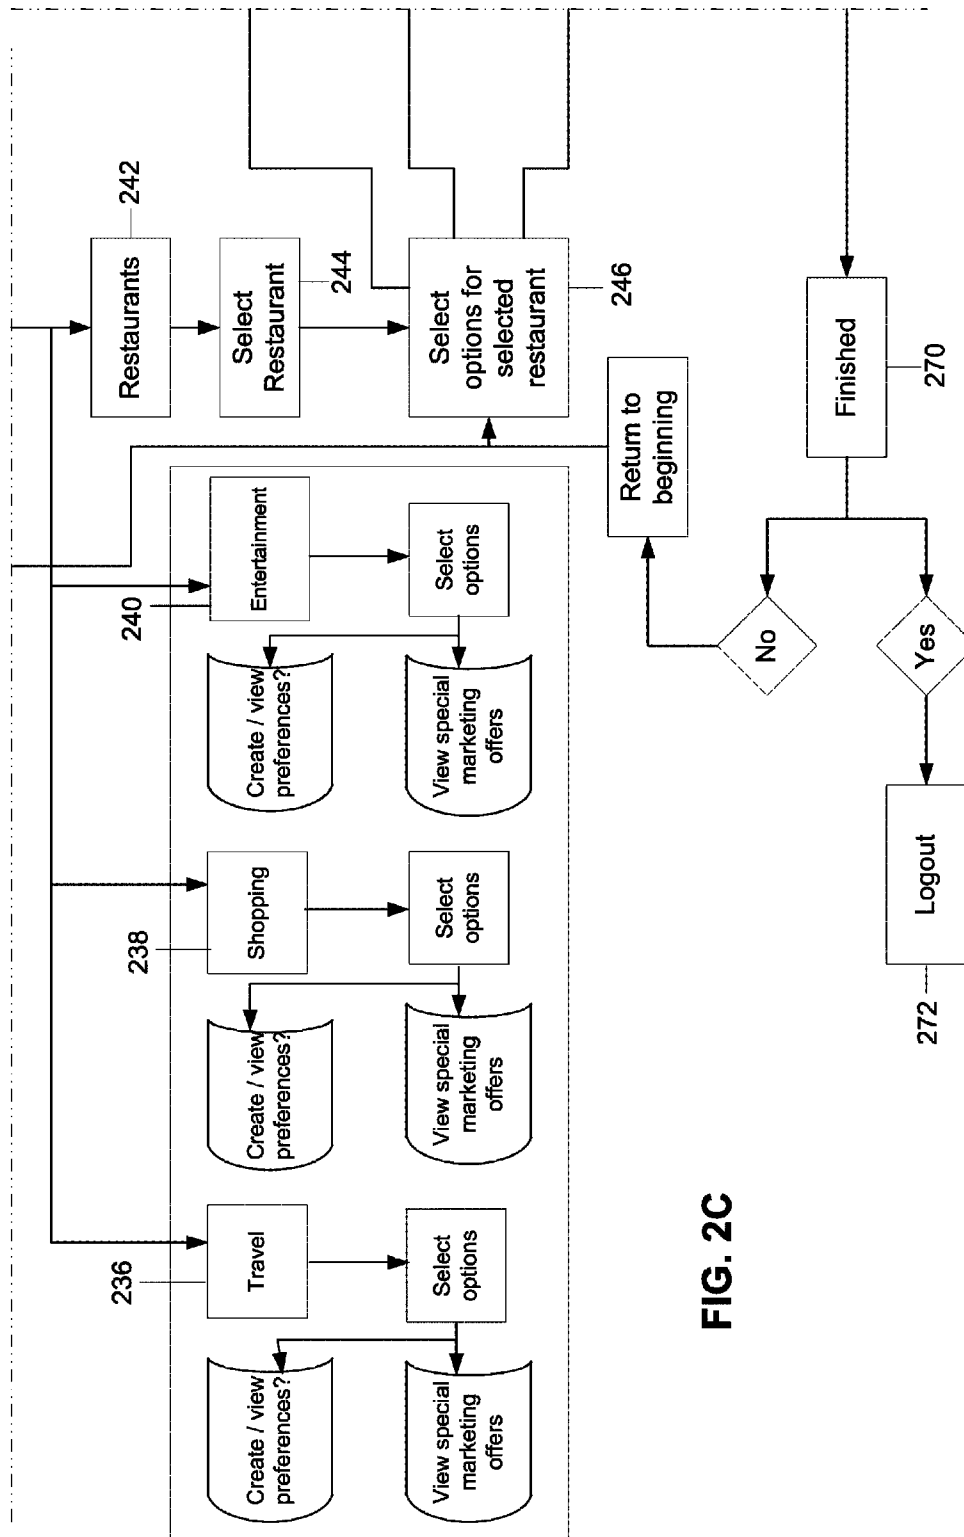 242
Restaurants
Select
Restaurant
244
Select
options for
selected
restaurant
246
240
Entertainment
Select
options
Create / view
preferences?
View special
marketing
offers
238
Shopping
Select
options
Create / view
preferences?
View special
marketing
offers
236
Travel
Select
options
Create / view
preferences?
View special
marketing
offers
Return to
beginning
Finished
270
No
Yes
Logout
272
FIG. 2C